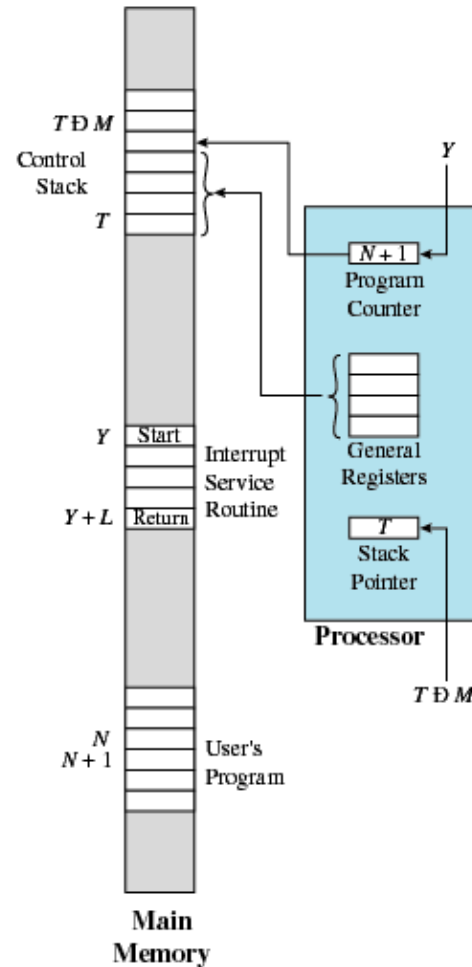 T Đ M
Control
Stack
T
Y
Start
Interrupt
Service
Routine
Y + L
Return
N
N + 1
User's
Program
Main
Memory
Y
N + 1
Program
Counter
General
Registers
T
Stack
Pointer
Processor
T Đ M